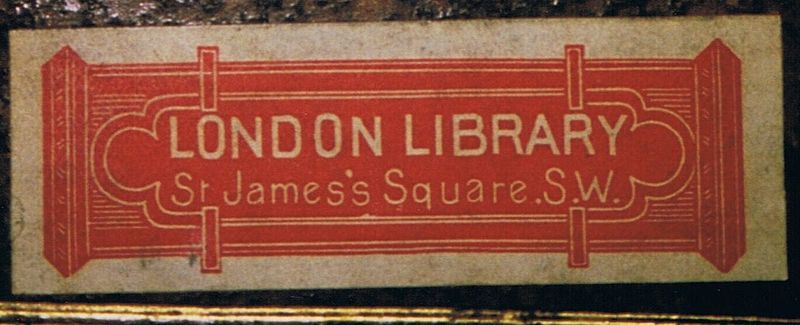 LONDON LIBRARY
St James's Square. S.W.